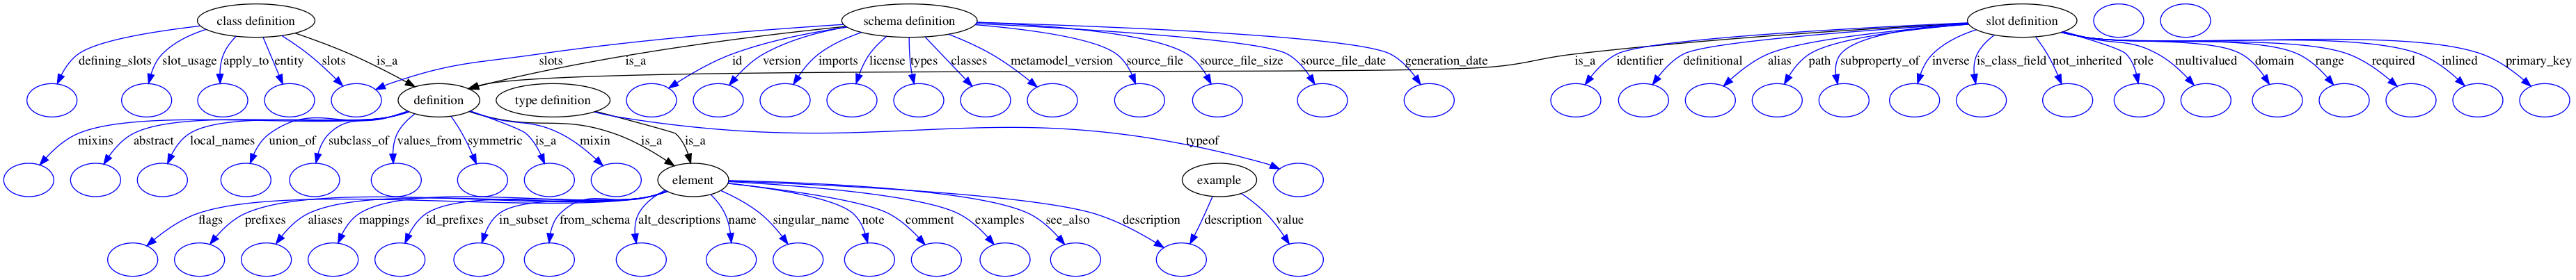 class definition
schema definition
slot definition
defining_slots
slot_usage
apply_to
entity
slots
is_a
slots
is_a
id
version
imports
license
types
classes
metamodel_version
source_file
source_file_size
source_file_date
generation_date
is_a
identifier
definitional
alias
path
subproperty_of
inverse
is_class_field
not_inherited
role
multivalued
domain
range
required
inlined
primary_key
definition
type definition
mixins
abstract
local_names
union_of
subclass_of
values_from
symmetric
is_a
mixin
is_a
is_a
typeof
element
example
flags
prefixes
aliases
mappings
id_prefixes
in_subset
from_schema
alt_descriptions
name
singular_name
note
comment
examples
see_also
description
description
value